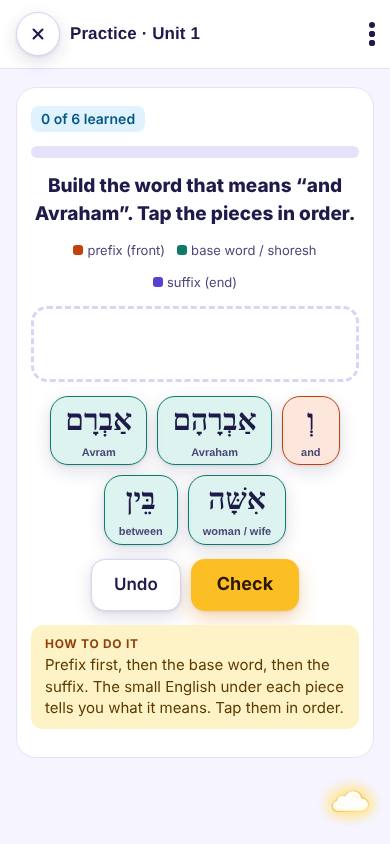 Practice · Unit 1
0 of 6 learned
Build the word that means “and
Avraham”. Tap the pieces in order.
prefix (front) base word / shoresh
suffix (end)
וְ אַבְרָהָם אַבְרָם
Avram Avraham and
אִשָּׁה בֵּין
between woman / wife
Undo Check
HOW TO DO IT
Prefix first, then the base word, then the
suffix. The small English under each piece
tells you what it means. Tap them in order.